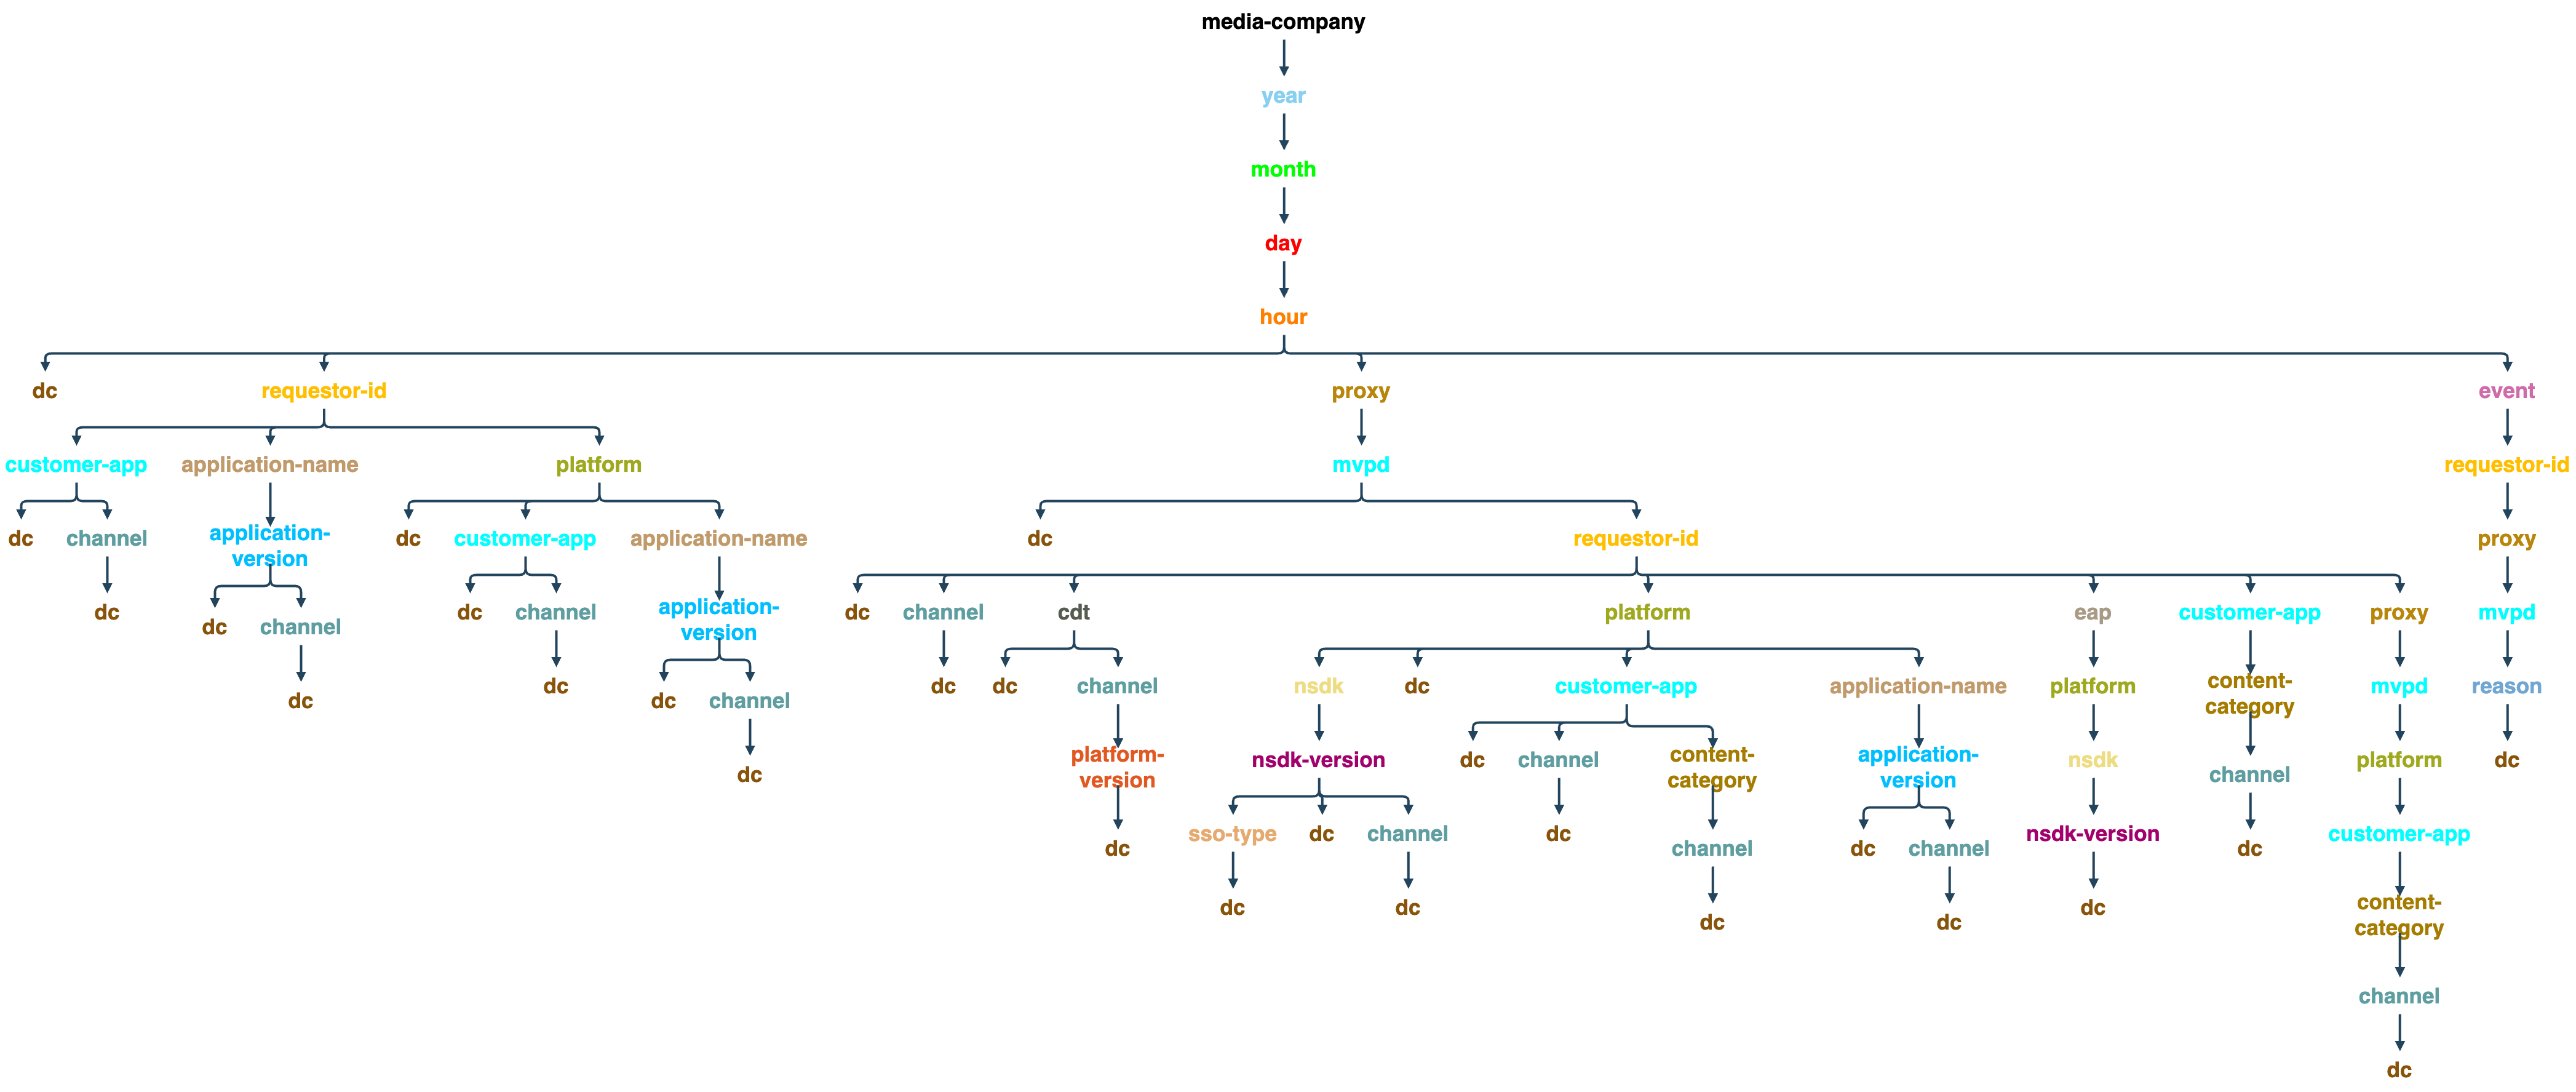 media-company
year
month
day
hour
dc requestor-id proxy event
customer-app application-name platform mvpd requestor-id
dc channel application- dc customer-app application-name dc requestor-id proxy
version
dc dc channel dc channel application- dc channel cdt platform eap customer-app proxy mvpd
version
dc dc dc channel dc dc channel nsdk dc customer-app application-name platform content- mvpd reason
category
dc platform- nsdk-version dc channel content- application- nsdk channel platform dc
version category version
dc sso-type dc channel dc channel dc channel nsdk-version dc customer-app
dc dc dc dc dc content-
category
channel
dc